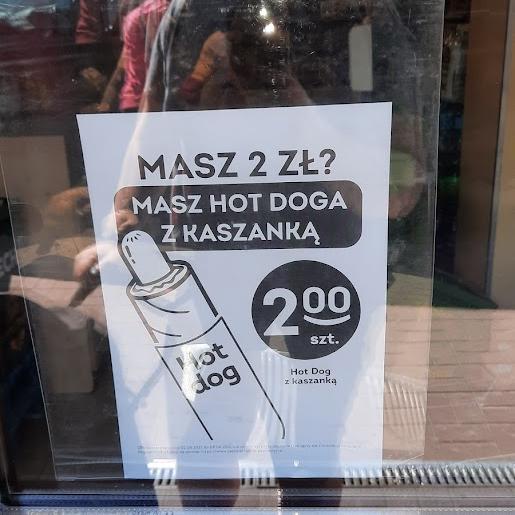 MASZ 2 ZŁ?
MASZ HOT DOGA
Z KASZANKĄ
2 00
szt.
Hot Dog
z kaszanką
Hot
dog